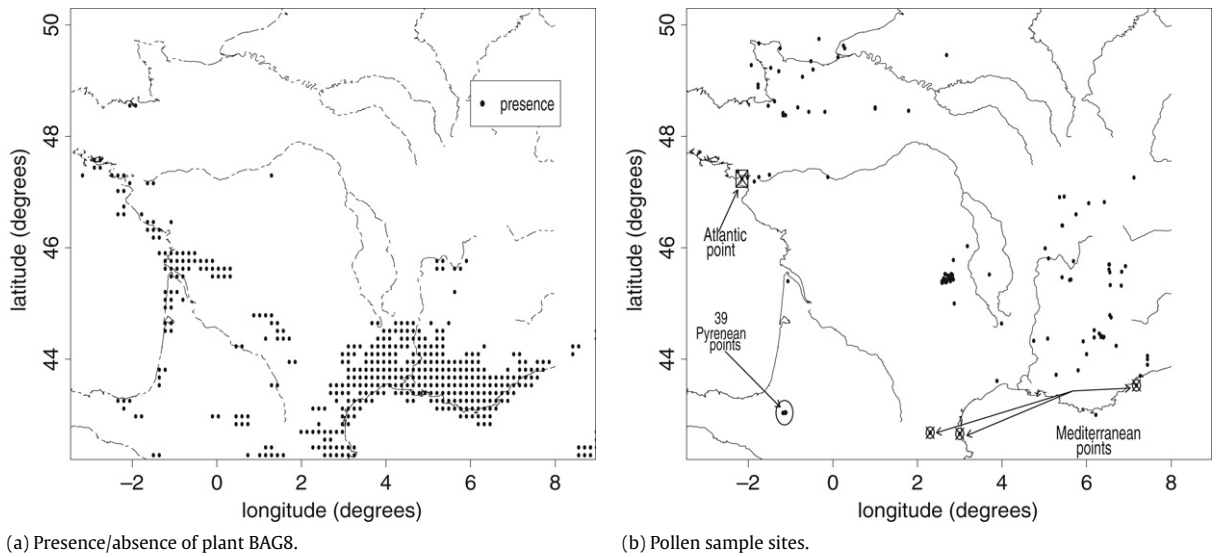 50
48
46
44
latitude (degrees)
−2 0 2 4 6 8
longitude (degrees)
presence
(a) Presence/absence of plant BAG8.
50
48
46
44
latitude (degrees)
−2 0 2 4 6 8
longitude (degrees)
Atlantic
point
39
Pyrenean
points
Mediterranean
points
(b) Pollen sample sites.